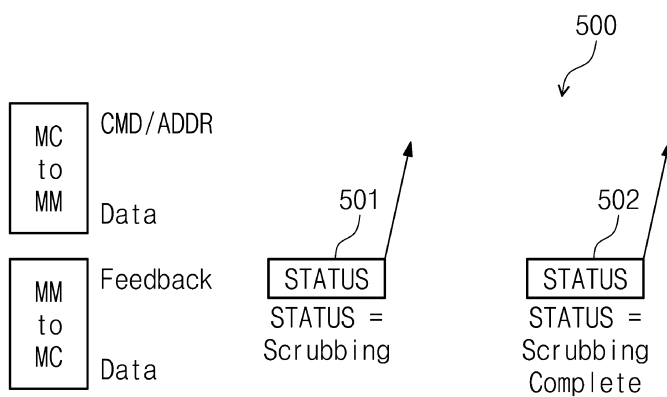 500
MC
to
MM
CMD/ADDR
Data
MM
to
MC
Feedback
Data
501
STATUS
STATUS =
Scrubbing
502
STATUS
STATUS =
Scrubbing
Complete